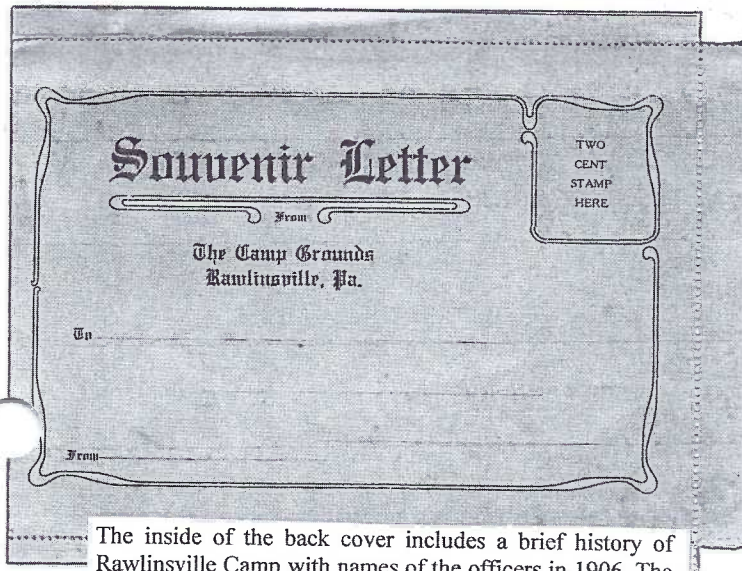 Souvenir Letter
From
The Camp Grounds
Rawlinsville, Pa.
TWO
CENT
STAMP
HERE
To
From
The inside of the back cover includes a brief history of
Rawlinsville Camp with names of the officers in 1906. The